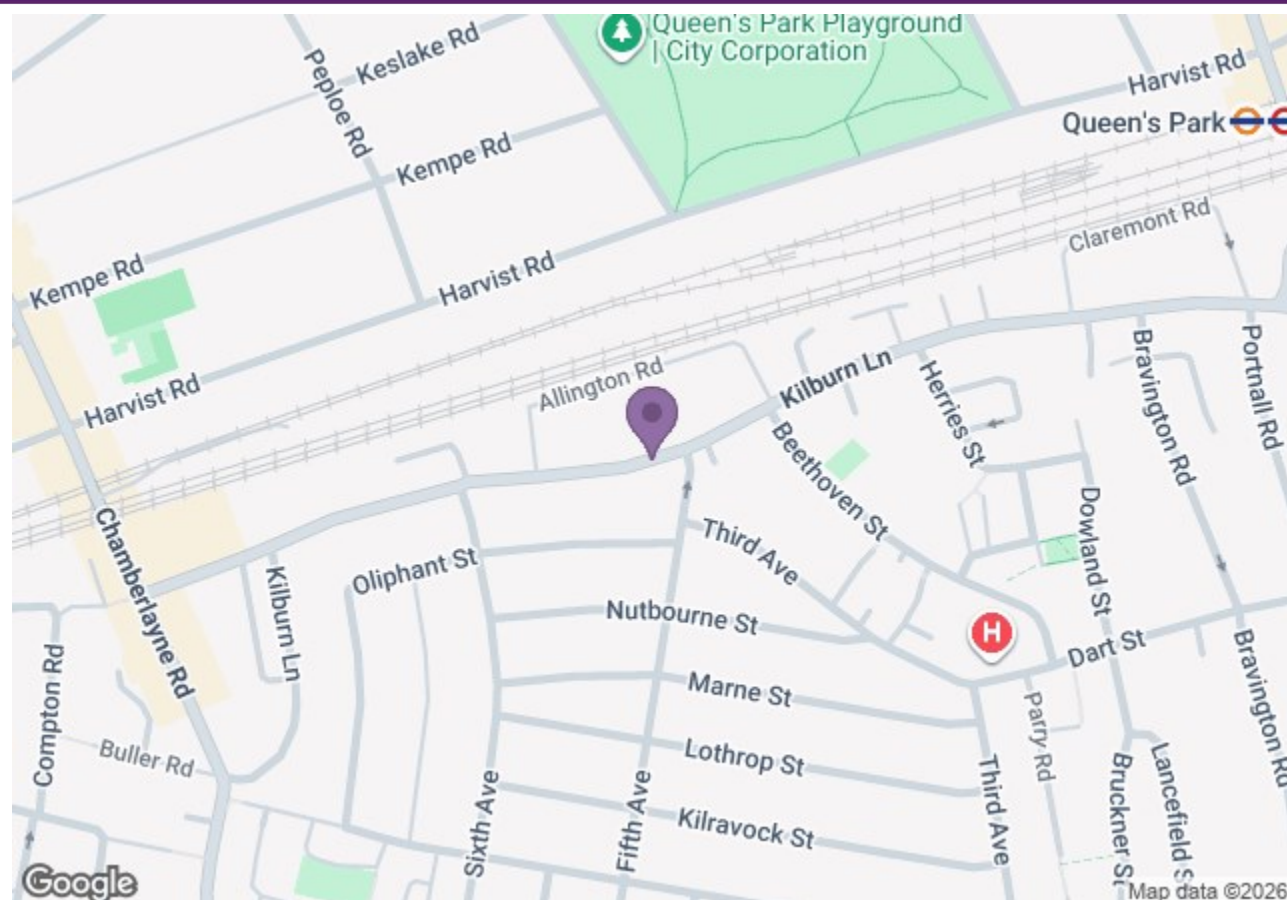 Queen's Park Playground
| City Corporation
Keslake Rd
Peploe Rd
Harvist Rd
Queen's Park
Kempe Rd
Claremont Rd
Kempe Rd
Harvist Rd
Allington Rd
Kilburn Ln
Harvist Rd
Herries St
Bravington Rd
Portnall Rd
Beethoven St
Chamberlayne Rd
Third Ave
Dowland St
Oliphant St
Kilburn Ln
Nutbourne St
H
Dart St
Compton Rd
Marne St
Parry Rd
Bravington Rd
Buller Rd
Lothrop St
Sixth Ave
Fifth Ave
Third Ave
Bruckner St
Lancefield S
Kilravock St
Google
Map data ©2026